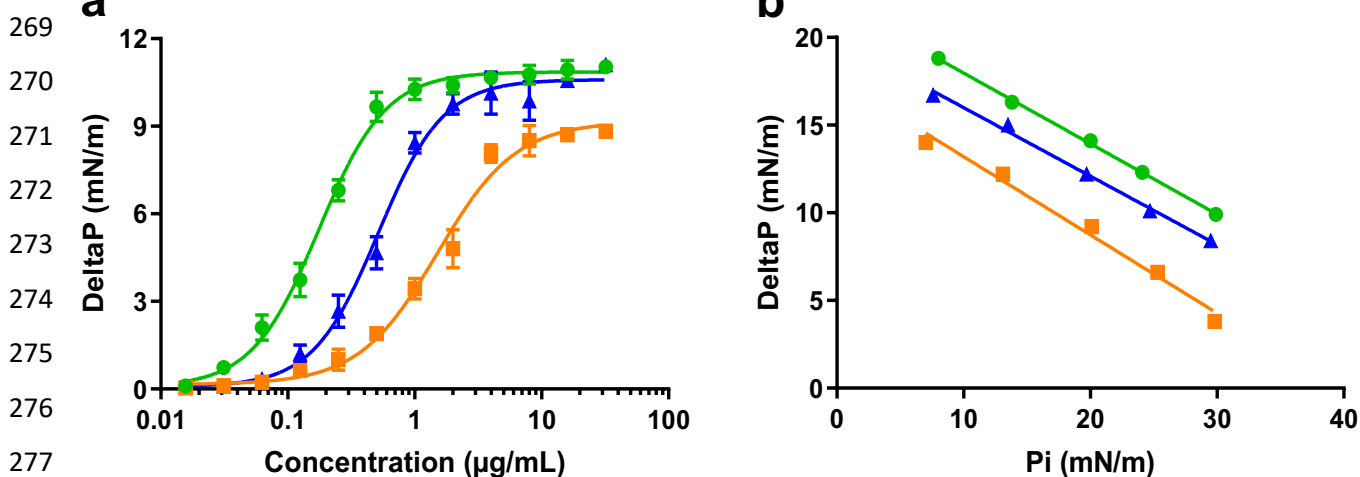 269
270
271
272
273
274
275
276
277
a
12
9
6
3
0
DeltaP (mN/m)
0.01 0.1 1 10 100
Concentration (µg/mL)
b
20
15
10
5
0
DeltaP (mN/m)
0 10 20 30 40
Pi (mN/m)